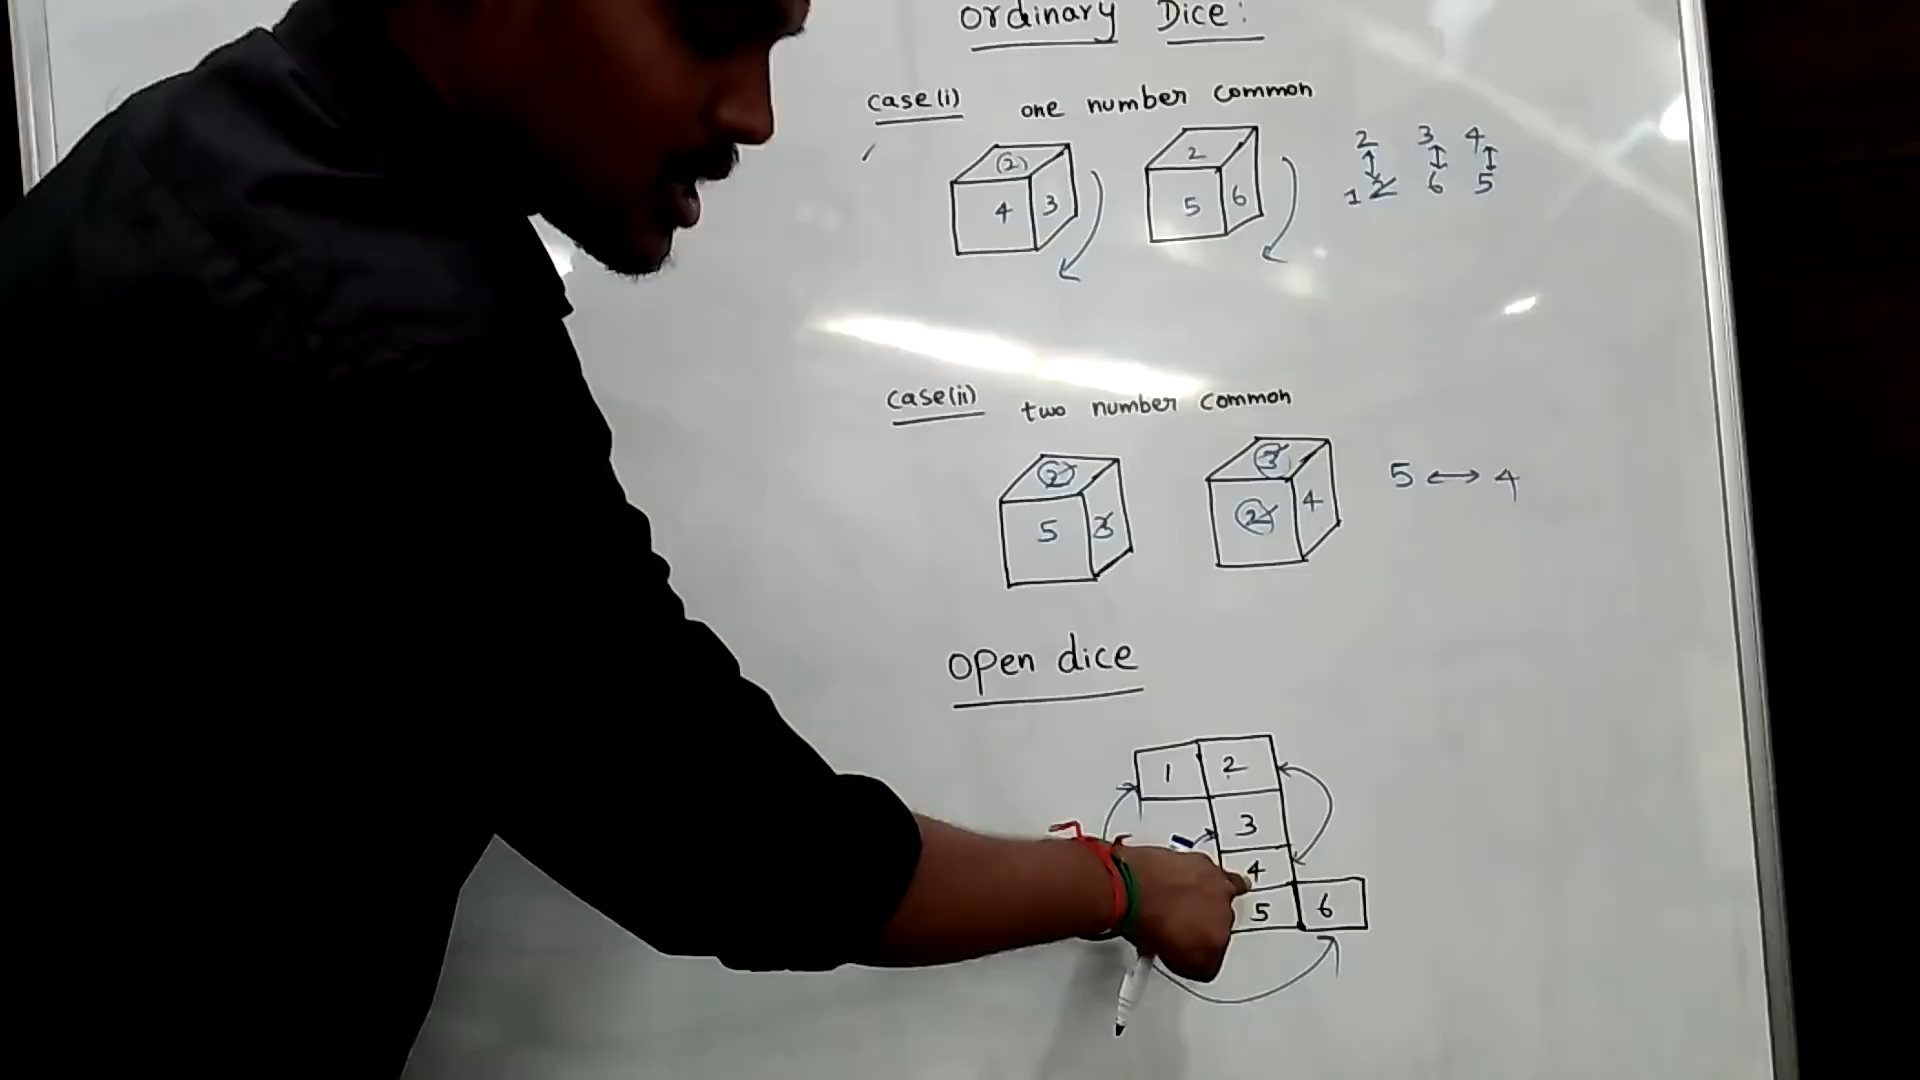 Ordinary Dice:
case(i) one number common
(2) 4 3
2 5 6
2 3 4
↕ ↕ ↕
1 2 6 5
case(ii) two number common
2 5 3
3 2 4
5 ↔ 4
open dice
1 2
3
4
5 6